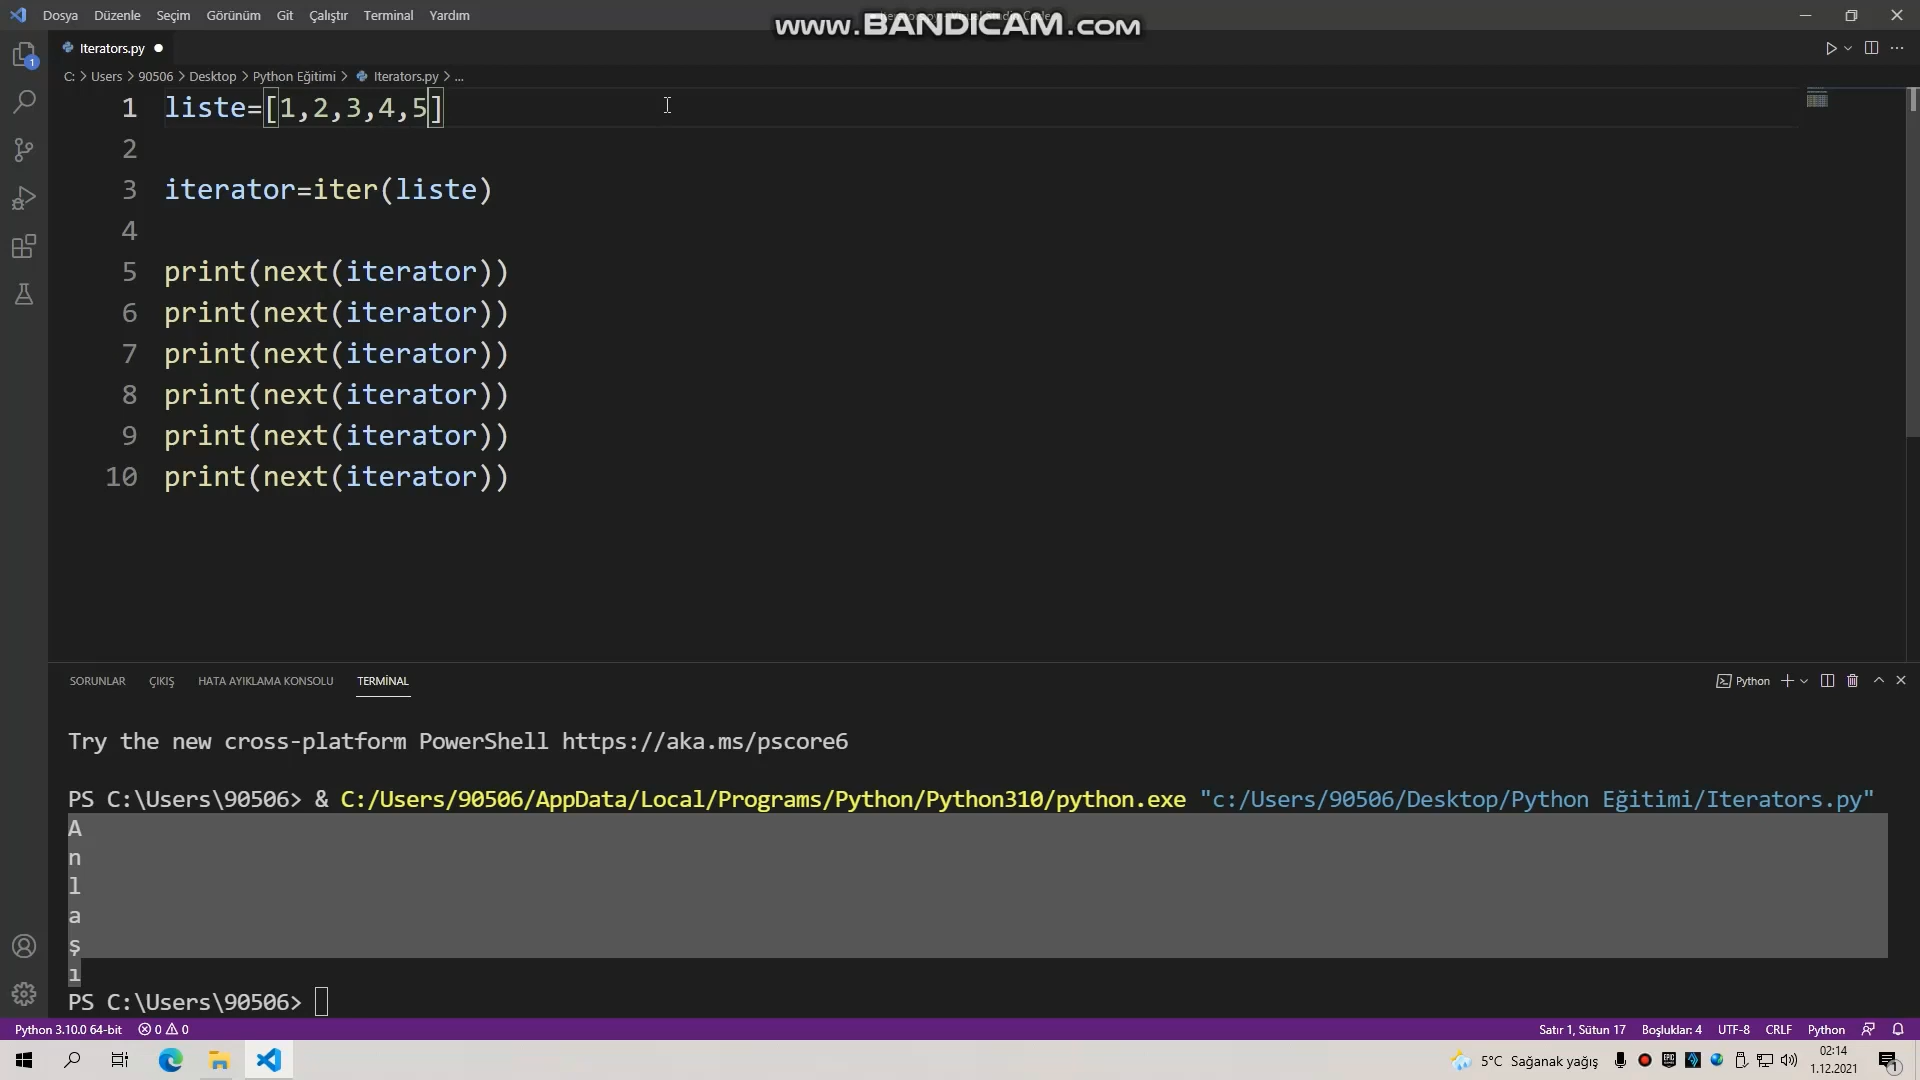 Dosya Düzenle Seçim Görünüm Git Çalıştır Terminal Yardım
www.BANDICAM.com
Iterators.py
C: > Users > 90506 > Desktop > Python Eğitimi > Iterators.py > ...
1 liste=[1,2,3,4,5]
2
3 iterator=iter(liste)
4
5 print(next(iterator))
6 print(next(iterator))
7 print(next(iterator))
8 print(next(iterator))
9 print(next(iterator))
10 print(next(iterator))
SORUNLAR ÇIKIŞ HATA AYIKLAMA KONSOLU TERMİNAL
Python
Try the new cross-platform PowerShell https://aka.ms/pscore6
PS C:\Users\90506> & C:/Users/90506/AppData/Local/Programs/Python/Python310/python.exe "c:/Users/90506/Desktop/Python Eğitimi/Iterators.py"
A
n
l
a
ş
ı
PS C:\Users\90506>
Python 3.10.0 64-bit 0 0 Satır 1, Sütun 17 Boşluklar: 4 UTF-8 CRLF Python
5°C Sağanak yağış
02:14
1.12.2021
1
1